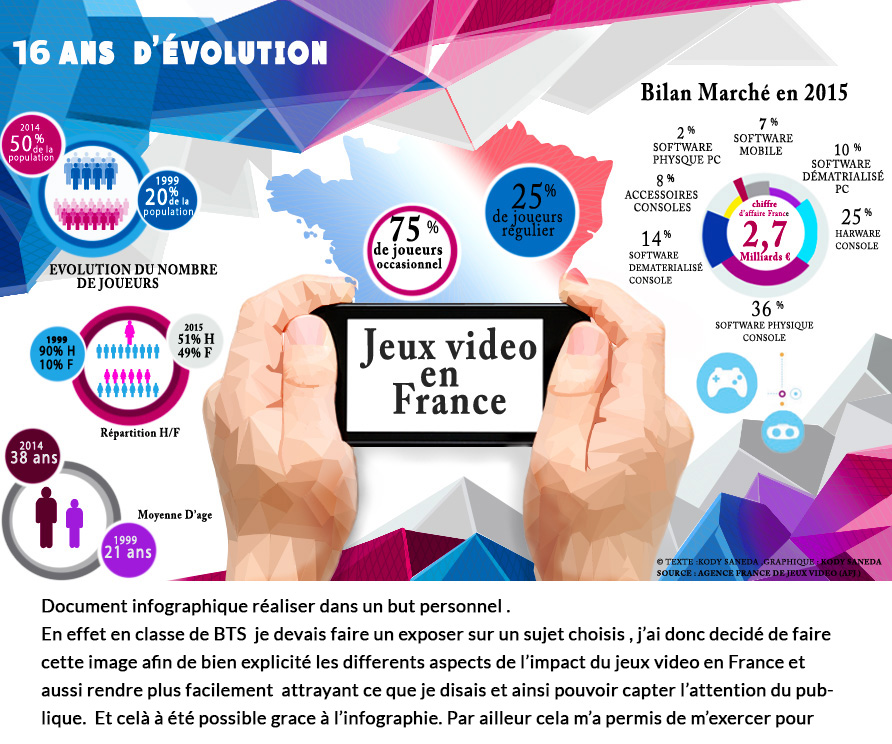 16 ANS D'ÉVOLUTION
2014
50%
de la
population
1999
20%
de la
population
EVOLUTION DU NOMBRE
DE JOUEURS
1999
90% H
10% F
2015
51% H
49% F
Répartition H/F
2014
38 ans
Moyenne D'age
1999
21 ans
75 %
de joueurs
occasionnel
25%
de joueurs
régulier
Jeux video
en
France
Bilan Marché en 2015
2 %
SOFTWARE
PHYSQUE PC
7 %
SOFTWARE
MOBILE
10 %
SOFTWARE
DÉMATRIALISÉ
PC
8 %
ACCESSOIRES
CONSOLES
25%
HARWARE
CONSOLE
14%
SOFTWARE
DEMATERIALISÉ
CONSOLE
chiffre
d'affaire France
2,7
Milliards €
36 %
SOFTWARE PHYSIQUE
CONSOLE
© TEXTE :KODY SANEDA ,GRAPHIQUE : KODY SANEDA
SOURCE : AGENCE FRANCE DE JEUX VIDEO (AFJ )
Document infographique réaliser dans un but personnel .
En effet en classe de BTS je devais faire un exposer sur un sujet choisis , j'ai donc decidé de faire
cette image afin de bien explicité les differents aspects de l'impact du jeux video en France et
aussi rendre plus facilement attrayant ce que je disais et ainsi pouvoir capter l'attention du pub-
lique. Et celà à été possible grace à l'infographie. Par ailleur cela m'a permis de m'exercer pour